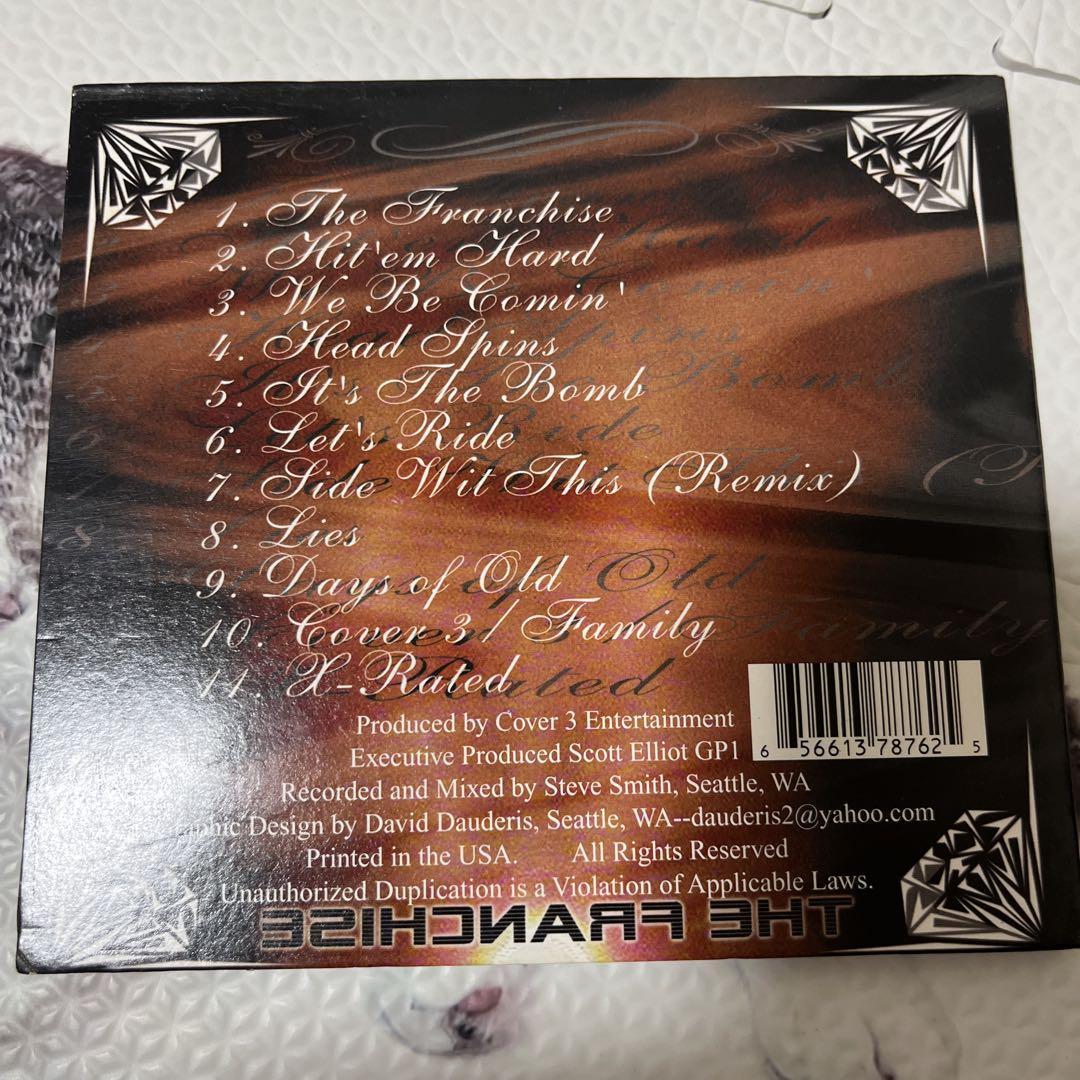 1. The Franchise
2. Hit'em Hard
3. We Be Comin'
4. Head Spins
5. It's The Bomb
6. Let's Ride
7. Side Wit This (Remix)
8. Lies
9. Days of Old
10. Cover 3 / Family
11. X-Rated
Produced by Cover 3 Entertainment
Executive Produced Scott Elliot GP1
Recorded and Mixed by Steve Smith, Seattle, WA
Design by David Dauderis, Seattle, WA--dauderis2@yahoo.com
Printed in the USA. All Rights Reserved
Unauthorized Duplication is a Violation of Applicable Laws.
6 56613 78762 5
THE FRANCHISE